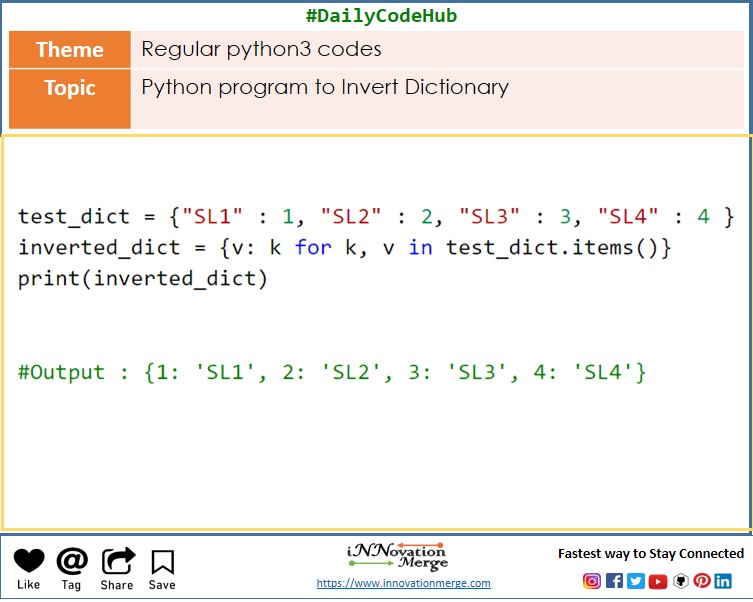 #DailyCodeHub
Theme
Regular python3 codes
Topic
Python program to Invert Dictionary
test_dict = {"SL1" : 1, "SL2" : 2, "SL3" : 3, "SL4" : 4 }
inverted_dict = {v: k for k, v in test_dict.items()}
print(inverted_dict)
#Output : {1: 'SL1', 2: 'SL2', 3: 'SL3', 4: 'SL4'}
Like
Tag
Share
Save
iNNovation
Merge
https://www.innovationmerge.com
Fastest way to Stay Connected